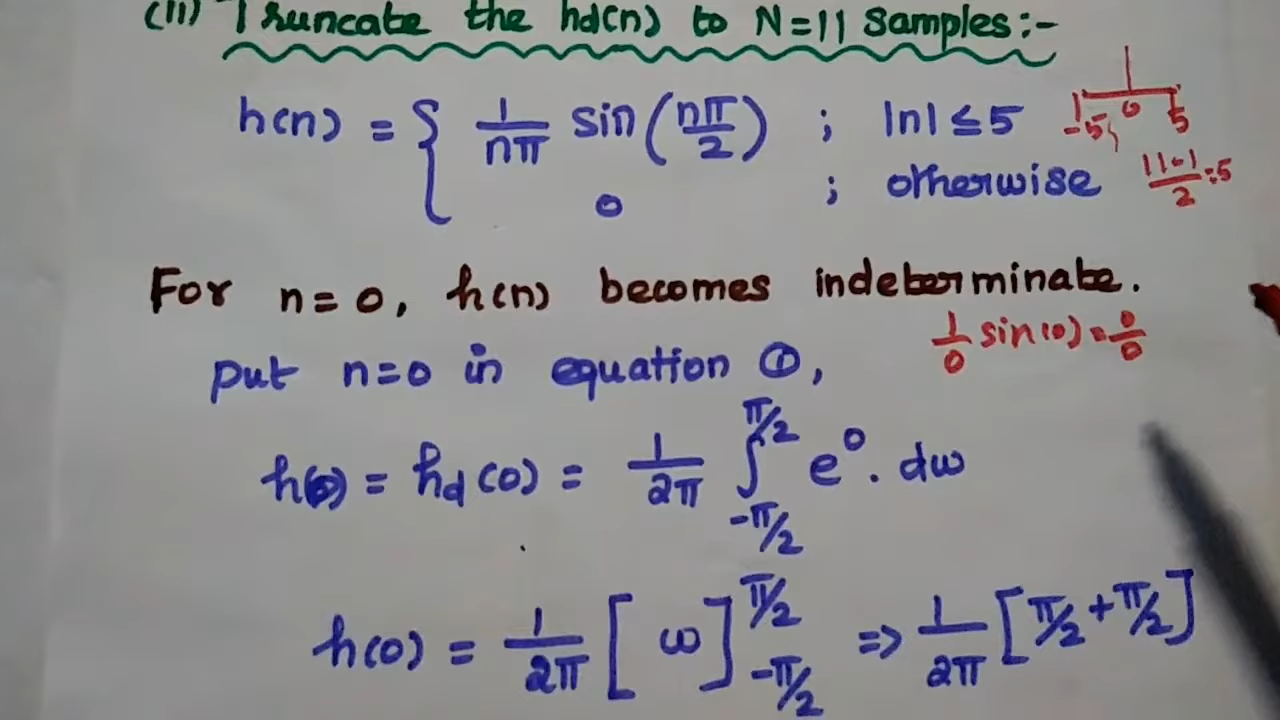 (ii) Truncate the hd(n) to N=11 samples:-
h(n) = { 1/nπ sin(nπ/2) ; |n| ≤ 5
0 ; otherwise
-5 0 5
11-1/2 = 5
For n=0, h(n) becomes indeterminate.
1/0 sin(0) = 0/0
put n=0 in equation ①,
h(0) = hd(0) = 1/2π ∫_{-π/2}^{π/2} e^0 . dω
h(0) = 1/2π [ω]_{-π/2}^{π/2} => 1/2π [π/2 + π/2]